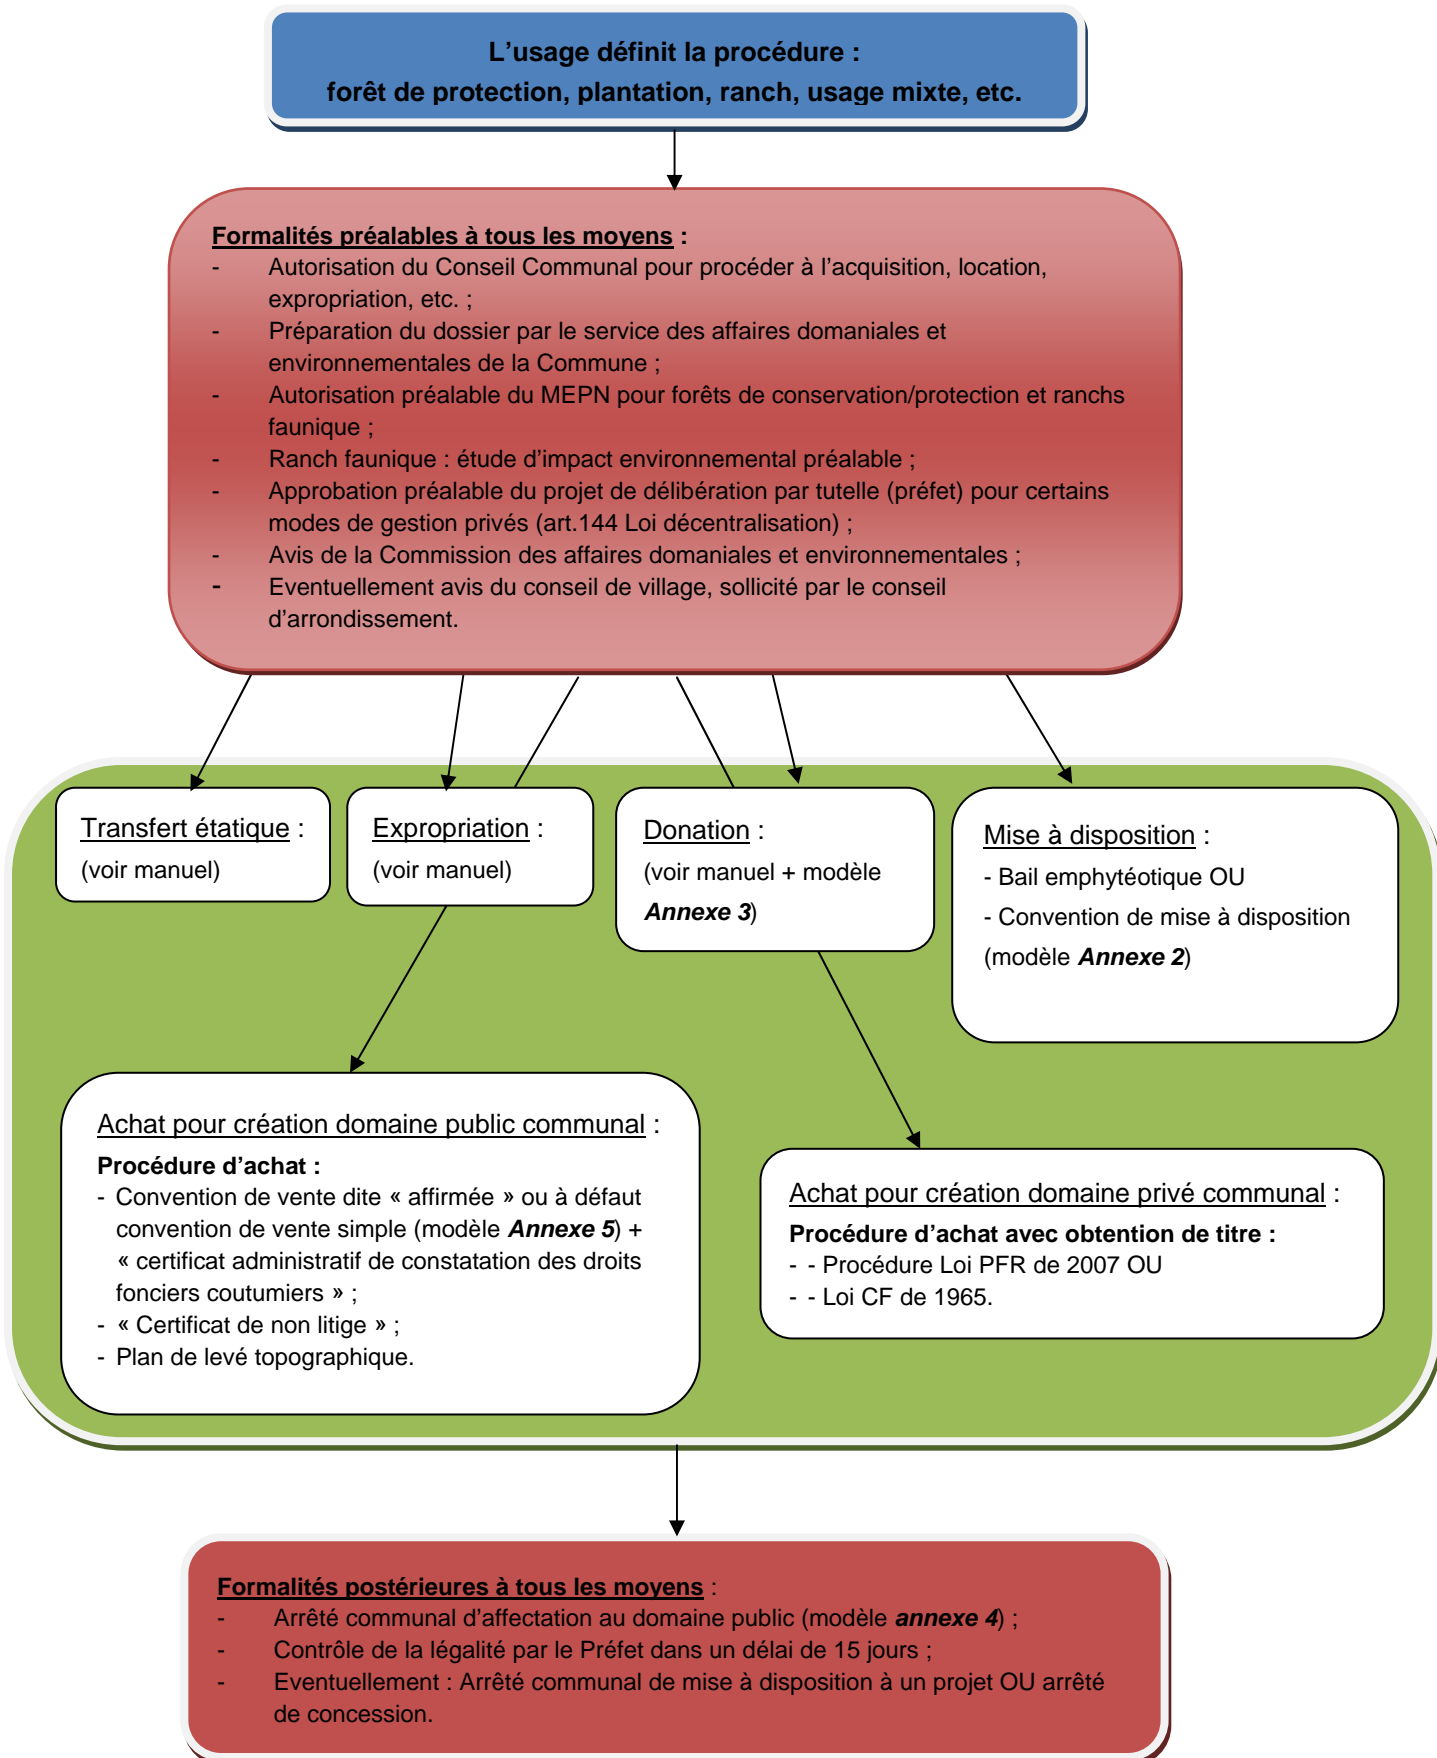 L’usage définit la procédure :
forêt de protection, plantation, ranch, usage mixte, etc.
Formalités préalables à tous les moyens :
- Autorisation du Conseil Communal pour procéder à l’acquisition, location,
expropriation, etc. ;
- Préparation du dossier par le service des affaires domaniales et
environnementales de la Commune ;
- Autorisation préalable du MEPN pour forêts de conservation/protection et ranchs
faunique ;
- Ranch faunique : étude d’impact environnemental préalable ;
- Approbation préalable du projet de délibération par tutelle (préfet) pour certains
modes de gestion privés (art.144 Loi décentralisation) ;
- Avis de la Commission des affaires domaniales et environnementales ;
- Eventuellement avis du conseil de village, sollicité par le conseil
d’arrondissement.
Transfert étatique :
(voir manuel)
Expropriation :
(voir manuel)
Donation :
(voir manuel + modèle
Annexe 3)
Mise à disposition :
- Bail emphytéotique OU
- Convention de mise à disposition
(modèle Annexe 2)
Achat pour création domaine public communal :
Procédure d’achat :
- Convention de vente dite « affirmée » ou à défaut
convention de vente simple (modèle Annexe 5) +
« certificat administratif de constatation des droits
fonciers coutumiers » ;
- « Certificat de non litige » ;
- Plan de levé topographique.
Achat pour création domaine privé communal :
Procédure d’achat avec obtention de titre :
- - Procédure Loi PFR de 2007 OU
- - Loi CF de 1965.
Formalités postérieures à tous les moyens :
- Arrêté communal d’affectation au domaine public (modèle annexe 4) ;
- Contrôle de la légalité par le Préfet dans un délai de 15 jours ;
- Eventuellement : Arrêté communal de mise à disposition à un projet OU arrêté
de concession.